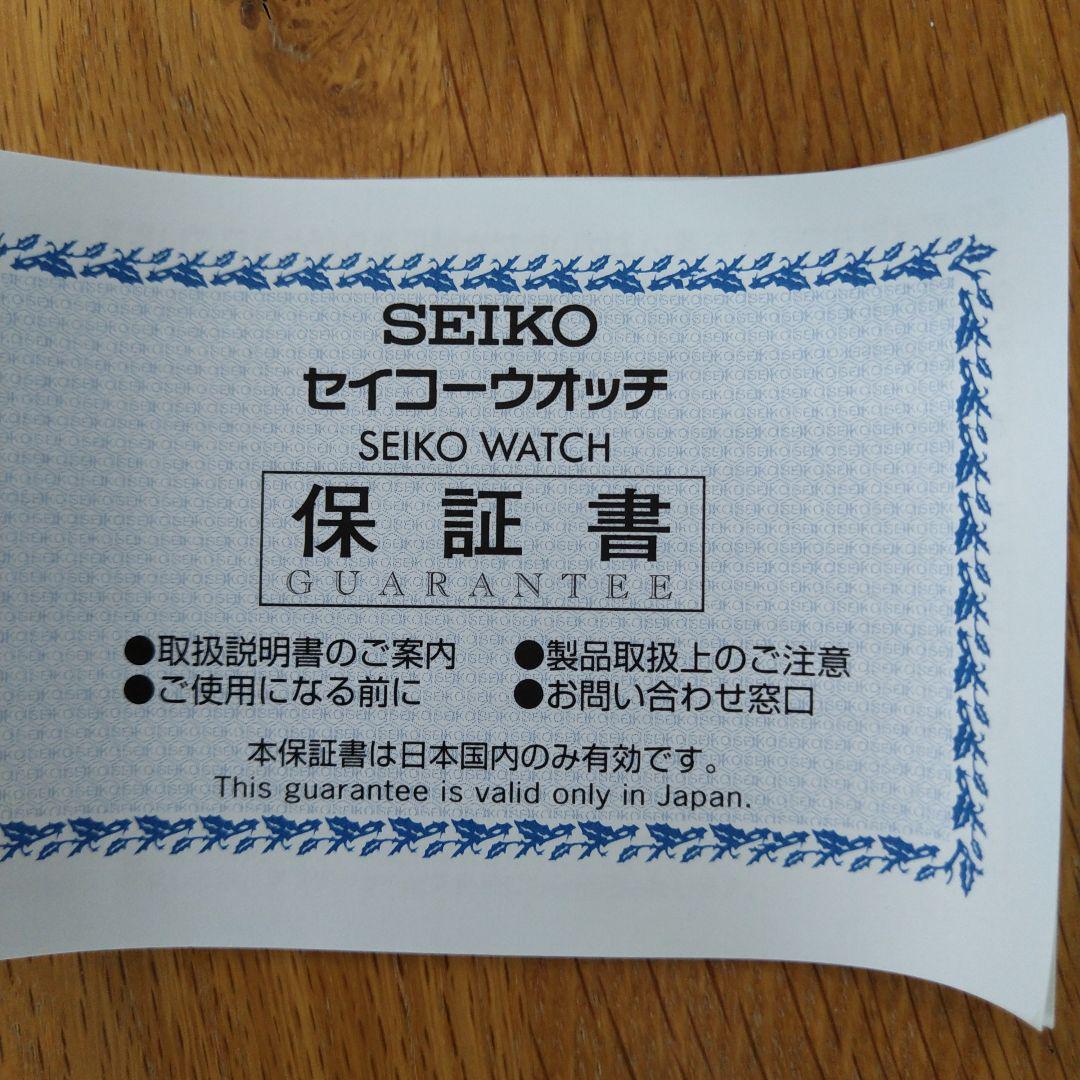 SEIKO
セイコーウオッチ
SEIKO WATCH
保証書
GUARANTEE
●取扱説明書のご案内 ●製品取扱上のご注意
●ご使用になる前に ●お問い合わせ窓口
本保証書は日本国内のみ有効です。
This guarantee is valid only in Japan.